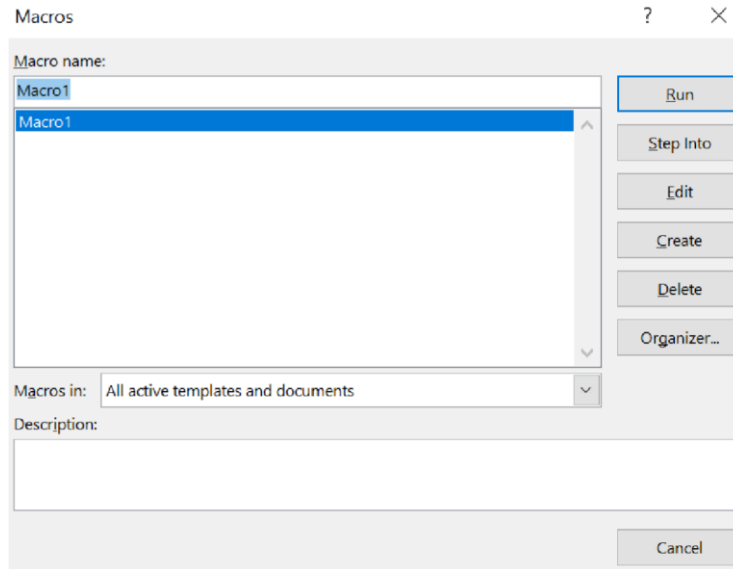 Macros ? ×
Macro name:
Macro1
Macro1
Run
Step Into
Edit
Create
Delete
Organizer...
Macros in: All active templates and documents
Description:
Cancel